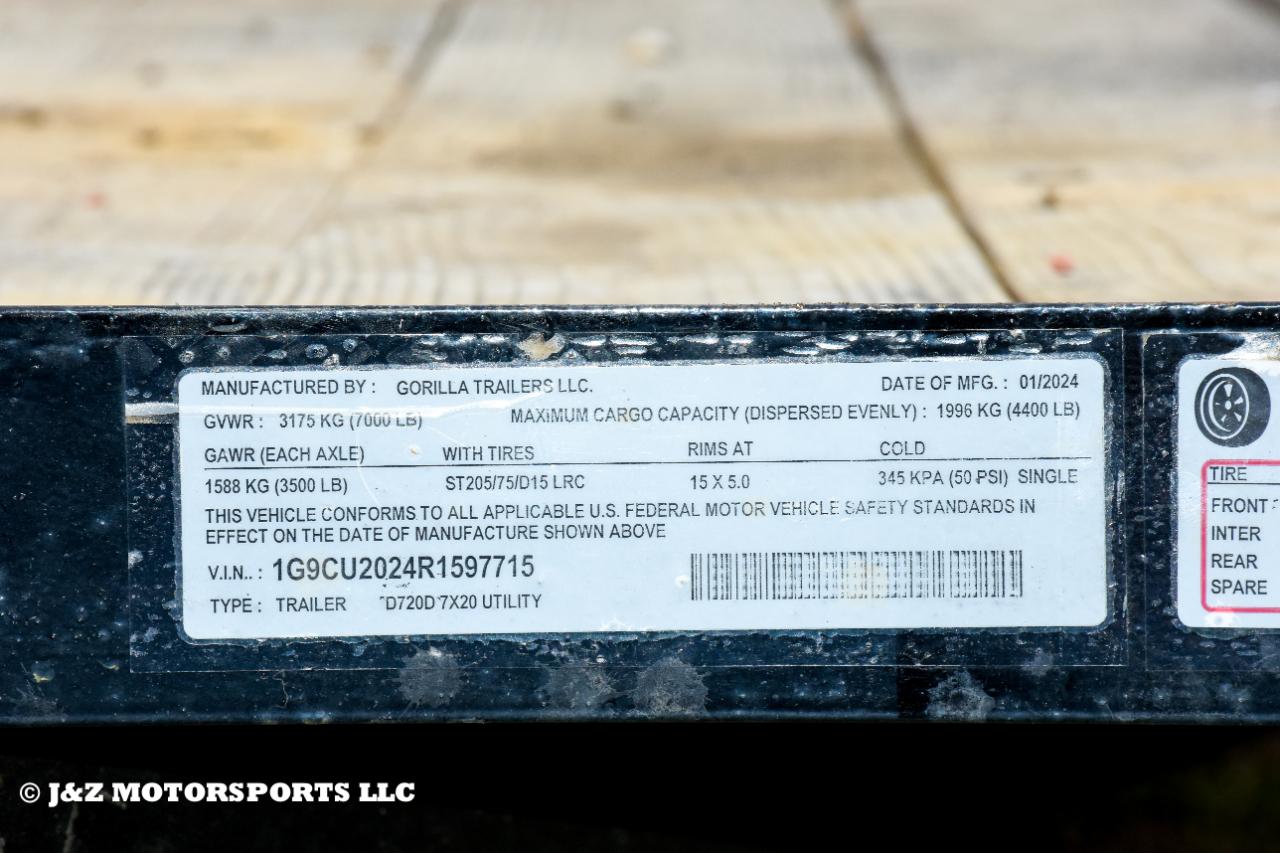 MANUFACTURED BY : GORILLA TRAILERS LLC. DATE OF MFG. : 01/2024
GVWR : 3175 KG (7000 LB) MAXIMUM CARGO CAPACITY (DISPERSED EVENLY) : 1996 KG (4400 LB)
GAWR (EACH AXLE) WITH TIRES RIMS AT COLD
1588 KG (3500 LB) ST205/75/D15 LRC 15 X 5.0 345 KPA (50 PSI) SINGLE
THIS VEHICLE CONFORMS TO ALL APPLICABLE U.S. FEDERAL MOTOR VEHICLE SAFETY STANDARDS IN
EFFECT ON THE DATE OF MANUFACTURE SHOWN ABOVE
V.I.N.. : 1G9CU2024R1597715
TYPE : TRAILER D720D 7X20 UTILITY
TIRE
FRONT
INTER
REAR
SPARE
© J&Z MOTORSPORTS LLC